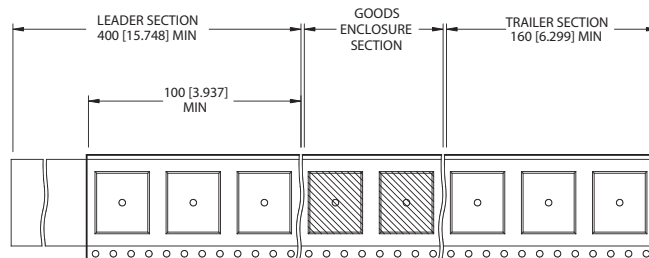 LEADER SECTION
400 [15.748] MIN
GOODS
ENCLOSURE
SECTION
TRAILER SECTION
160 [6.299] MIN
100 [3.937]
MIN